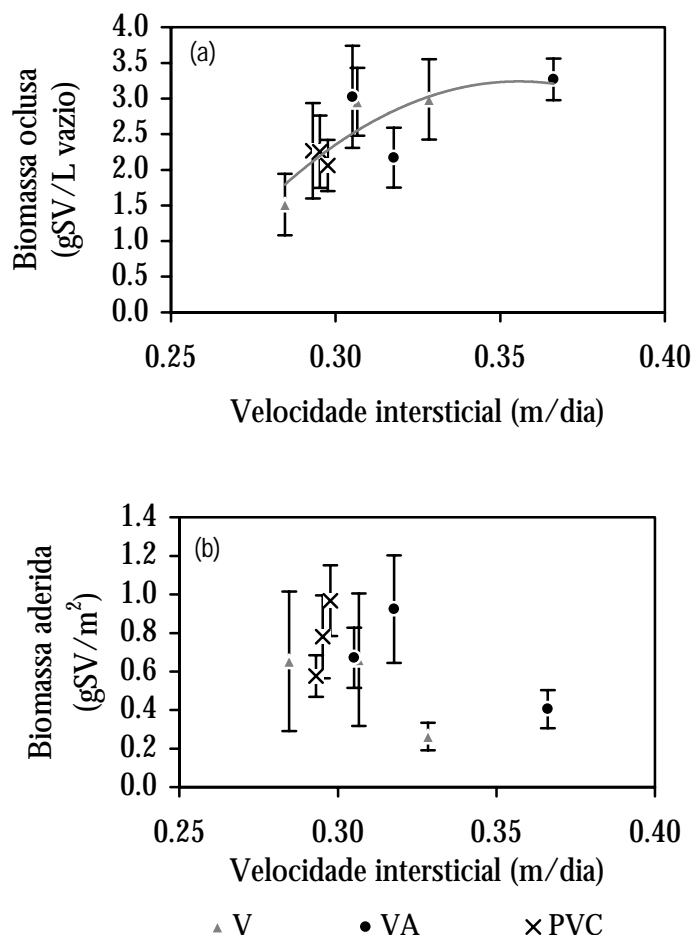 (a)
Biomassa oclusa
(gSV/L vazio)
4.0
3.5
3.0
2.5
2.0
1.5
1.0
0.5
0.0
0.25 0.30 0.35 0.40
Velocidade intersticial (m/dia)
(b)
Biomassa aderida
(gSV/m²)
1.4
1.2
1.0
0.8
0.6
0.4
0.2
0.0
0.25 0.30 0.35 0.40
Velocidade intersticial (m/dia)
V VA PVC